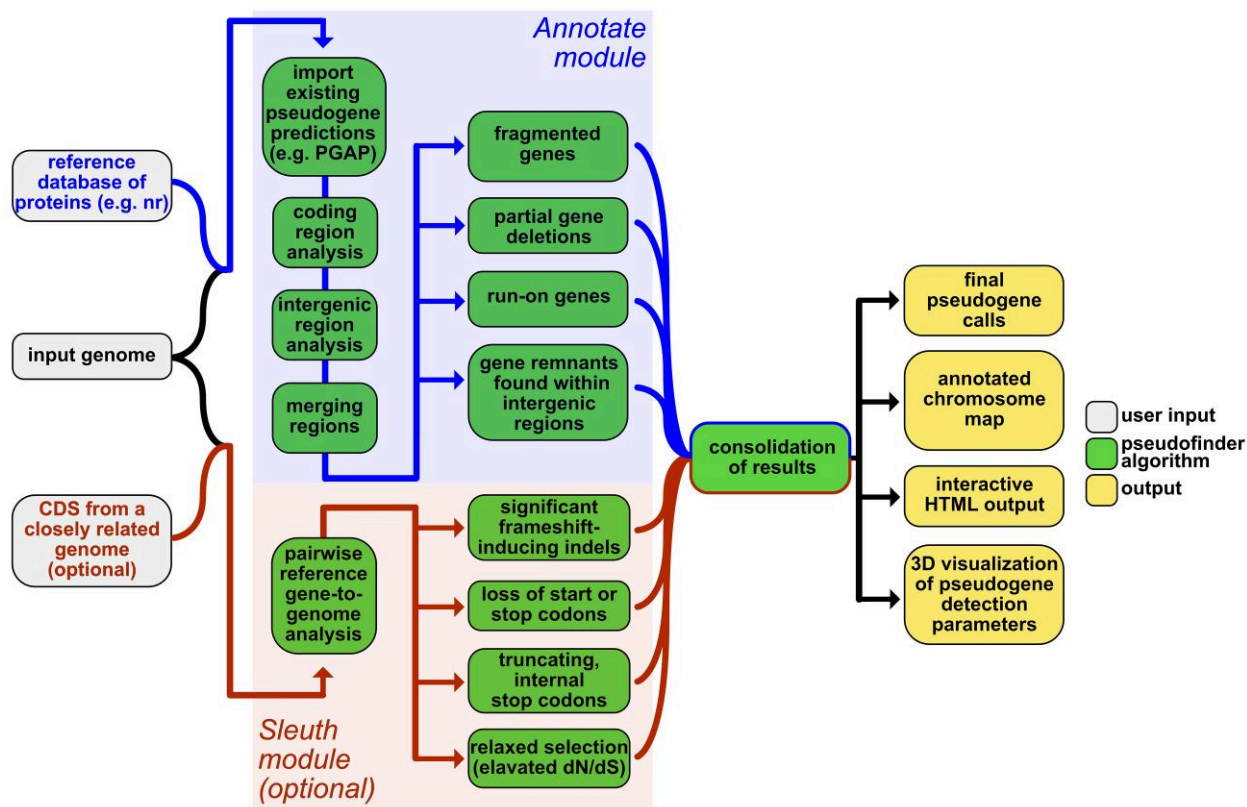 Annotate
module
import
existing
pseudogene
predictions
(e.g. PGAP)
coding
region
analysis
intergenic
region
analysis
merging
regions
fragmented
genes
partial gene
deletions
run-on genes
gene remnants
found within
intergenic
regions
reference
database of
proteins (e.g. nr)
input genome
CDS from a
closely related
genome
(optional)
pairwise
reference
gene-to-
genome
analysis
Sleuth
module
(optional)
significant
frameshift-
inducing indels
loss of start or
stop codons
truncating,
internal
stop codons
relaxed selection
(elavated dN/dS)
consolidation
of results
final
pseudogene
calls
annotated
chromosome
map
interactive
HTML output
3D visualization
of pseudogene
detection
parameters
user input
pseudofinder
algorithm
output